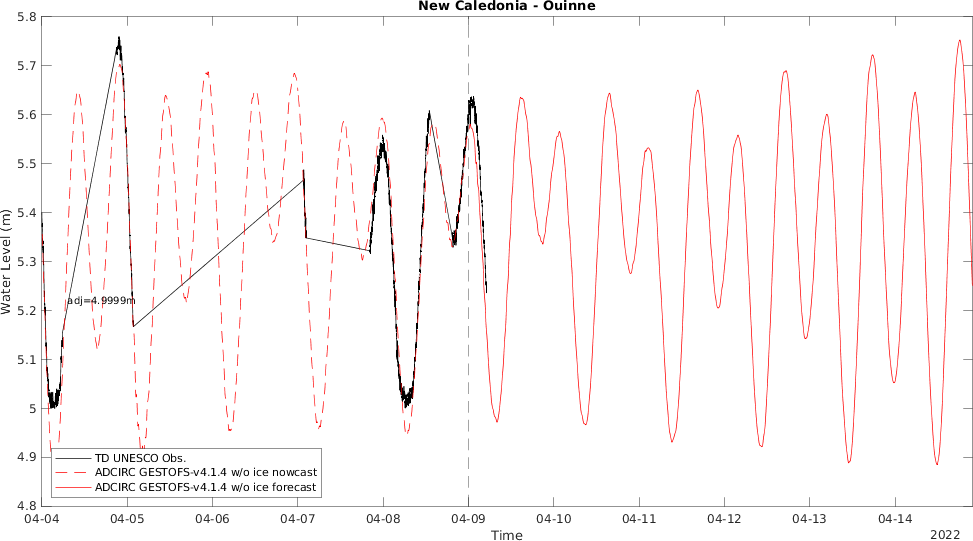 New Caledonia - Ouinne
5.8
5.7
5.6
5.5
5.4
5.3
5.2
5.1
5
4.9
4.8
Water Level (m)
adj=4.9999m
TD UNESCO Obs.
ADCIRC GESTOFS-v4.1.4 w/o ice nowcast
ADCIRC GESTOFS-v4.1.4 w/o ice forecast
04-04 04-05 04-06 04-07 04-08 04-09 04-10 04-11 04-12 04-13 04-14
Time
2022